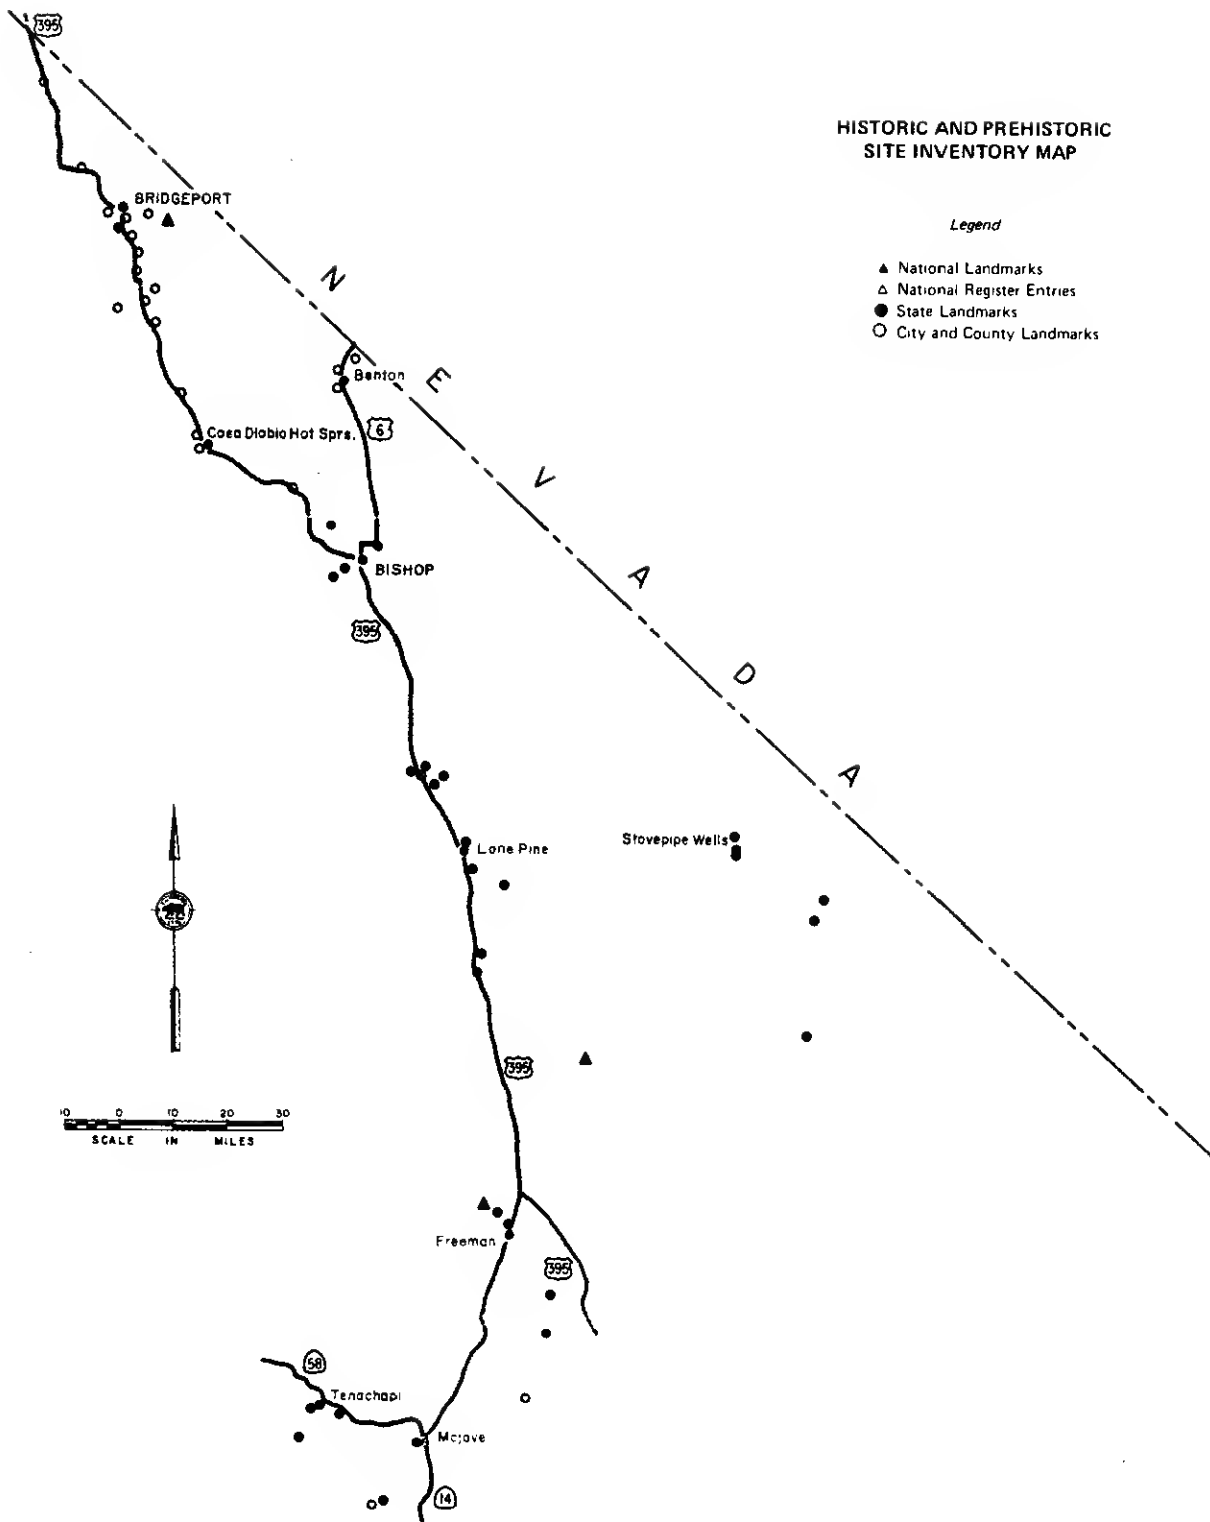 395
HISTORIC AND PREHISTORIC
SITE INVENTORY MAP
Legend
National Landmarks
National Register Entries
State Landmarks
City and County Landmarks
BRIDGEPORT
N E V A D A
Benton
6
Casa Diablo Hot Sprs.
BISHOP
395
Lone Pine
Stovepipe Wells
395
10 0 10 20 30
SCALE IN MILES
Freeman
395
58
Tenachapi
Mojave
14